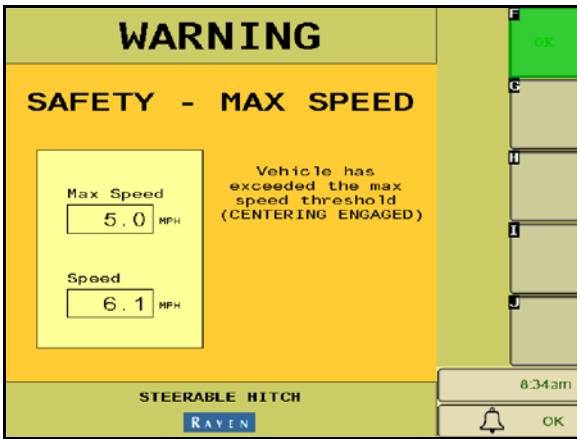 WARNING
SAFETY - MAX SPEED
Max Speed
5.0 MPH
Speed
6.1 MPH
Vehicle has
exceeded the max
speed threshold
(CENTERING ENGAGED)
STEERABLE HITCH
RAVEN
F
OK
G
H
I
J
8:34am
OK